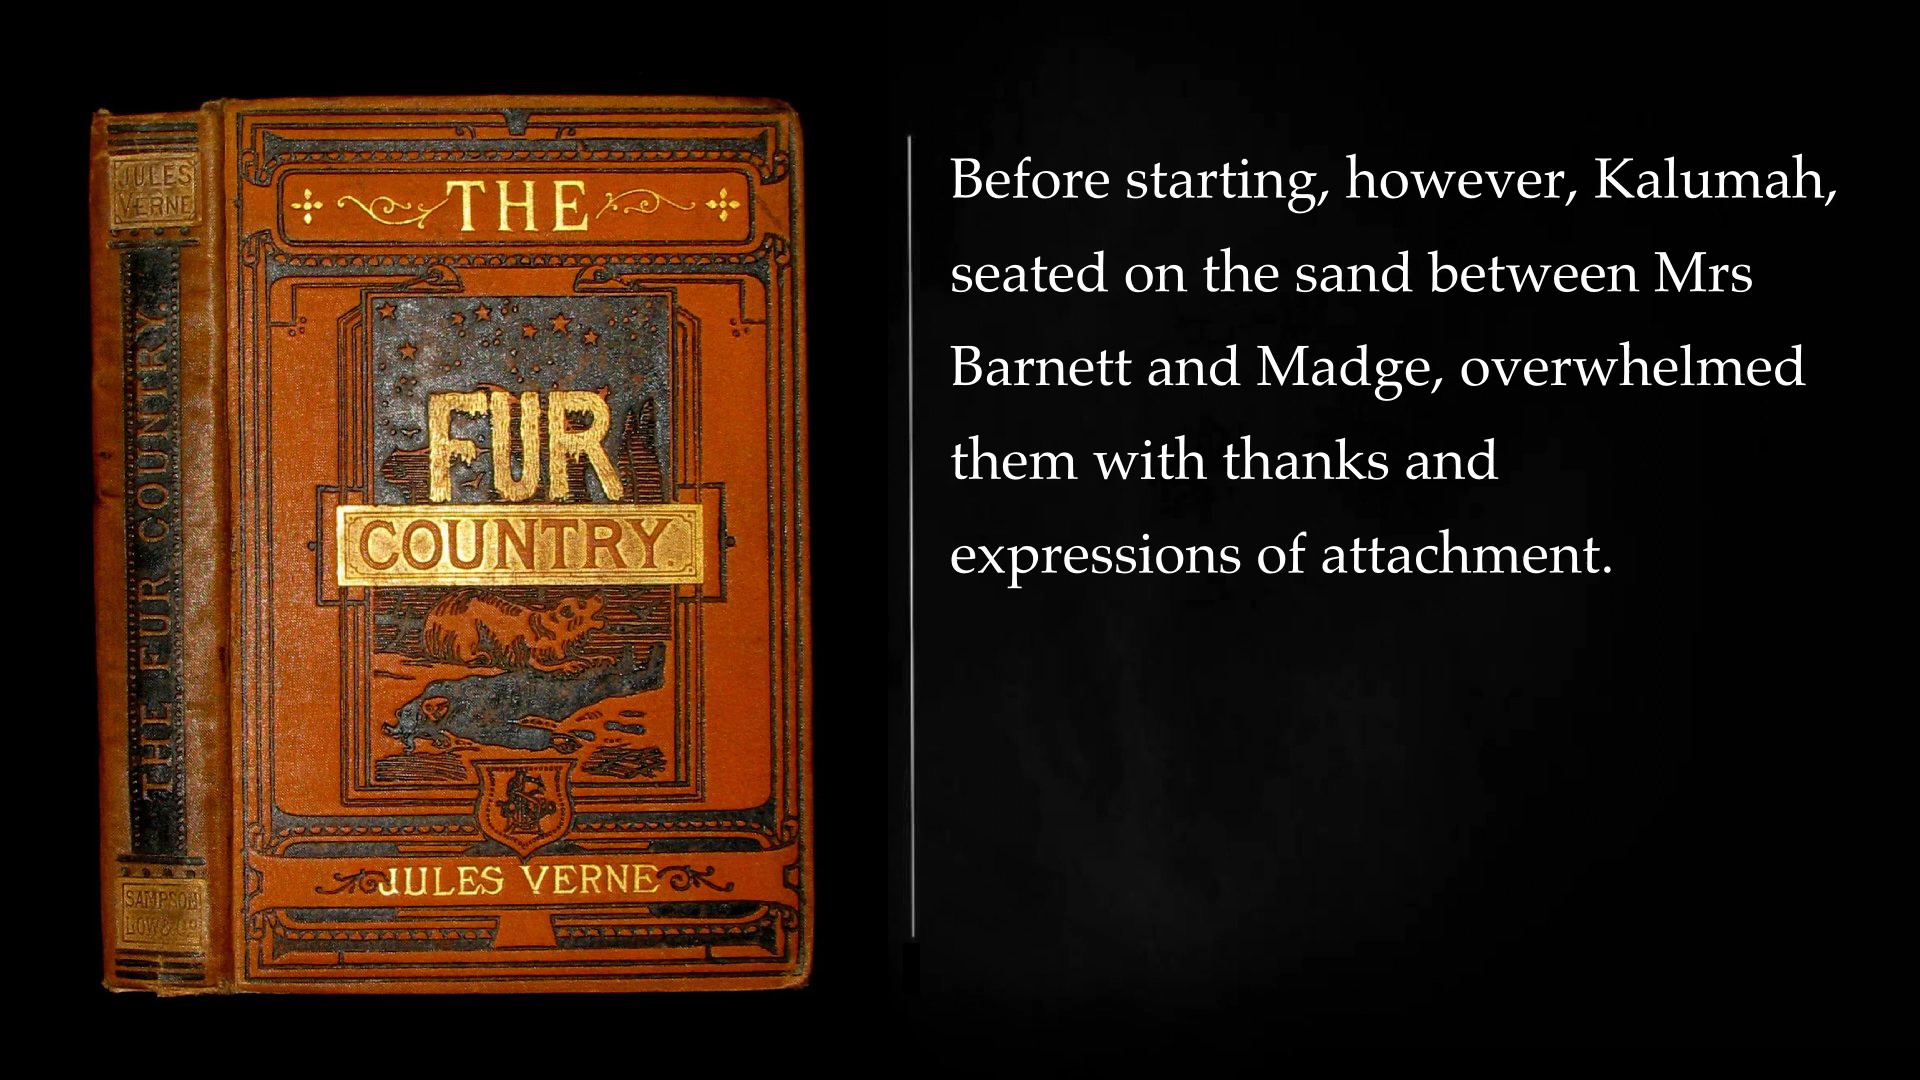 JULES
VERNE
THE FUR COUNTRY.
SAMPSON
LOW & Co
THE
FUR
COUNTRY.
JULES VERNE
Before starting, however, Kalumah,
seated on the sand between Mrs
Barnett and Madge, overwhelmed
them with thanks and
expressions of attachment.